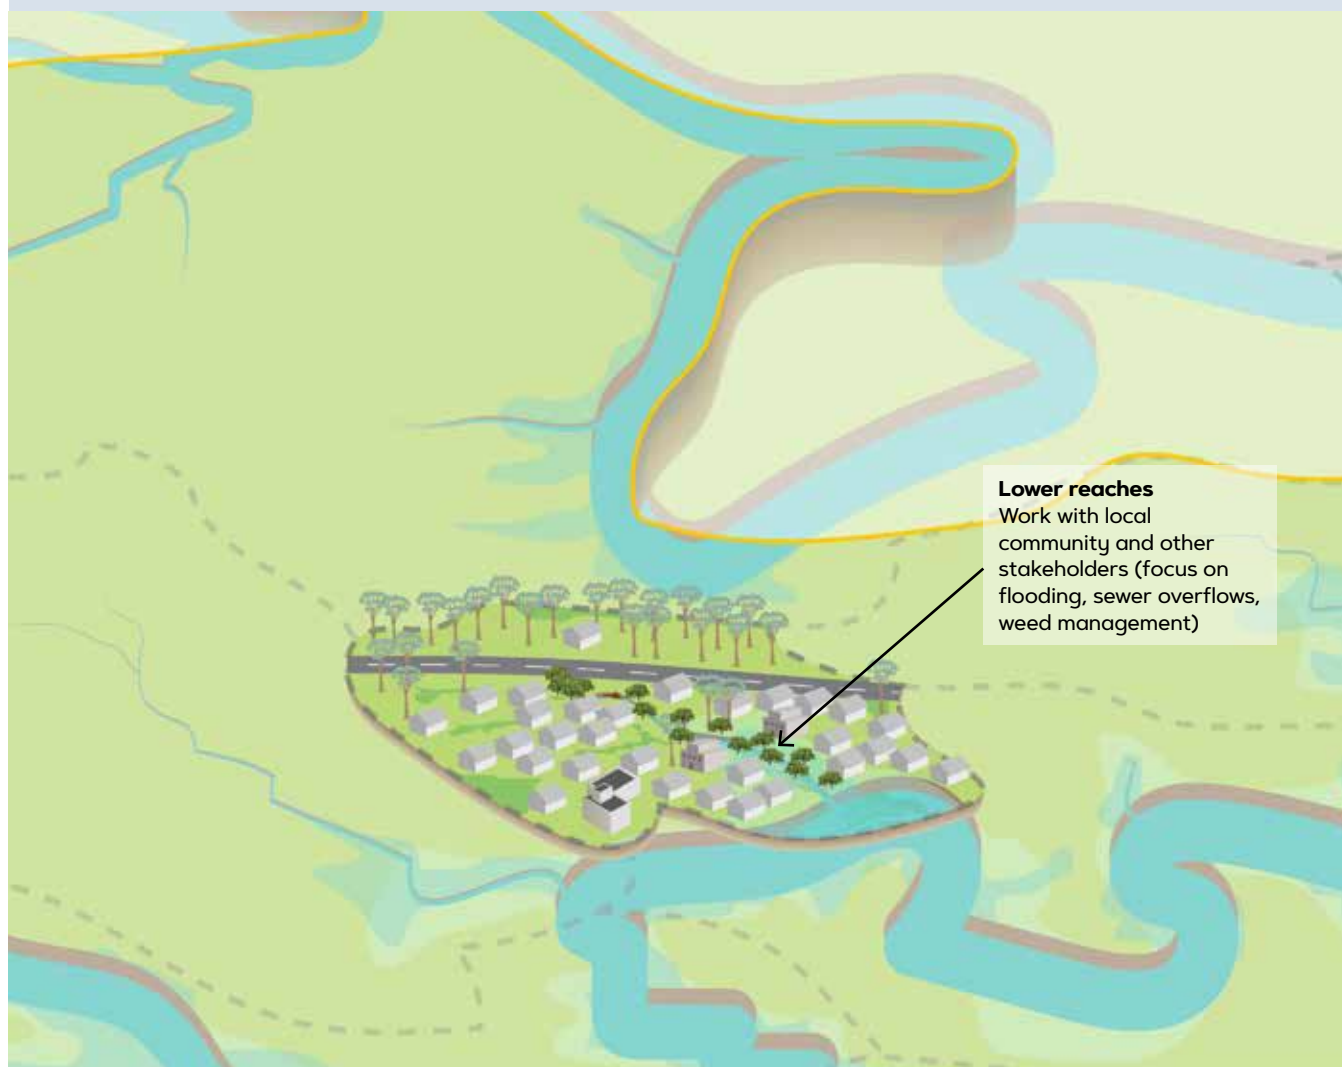 Lower reaches
Work with local
community and other
stakeholders (focus on
flooding, sewer overflows,
weed management)